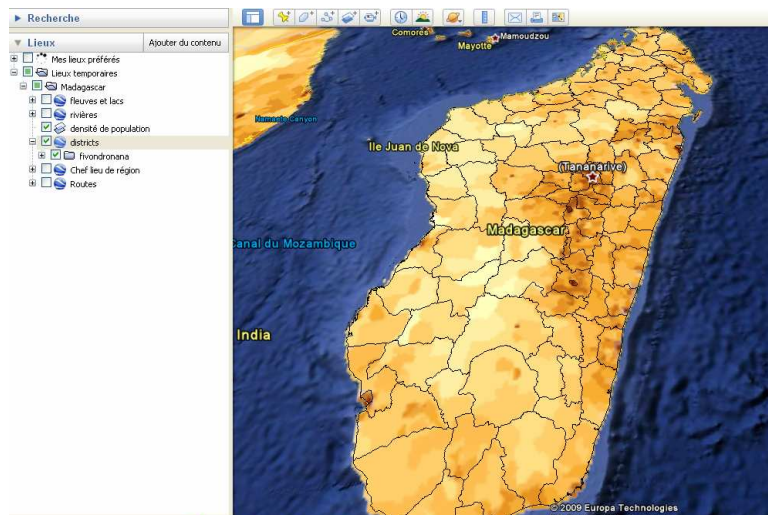 Recherche
Lieux
Ajouter du contenu
Mes lieux préférés
Lieux temporaires
Madagascar
fleuves et lacs
rivières
densité de population
districts
fivondronana
Chef lieu de région
Routes
Comores
Mamoudzou
Mayotte
Namaste Canyon
Ile Juan de Nova
(Tananarive)
Madagascar
Canal du Mozambique
India
© 2009 Europa Technologies